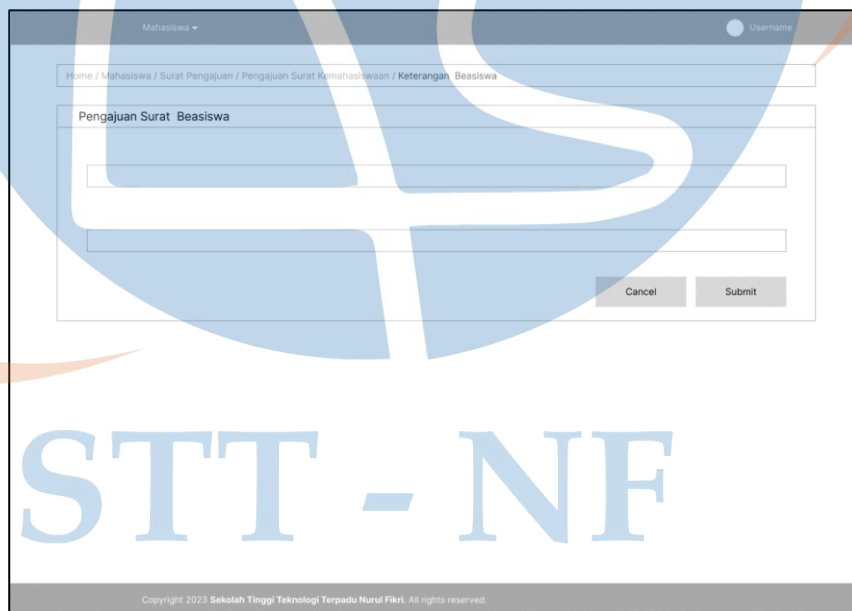 Mahasiswa
Username
Home / Mahasiswa / Surat Pengajuan / Pengajuan Surat Kemahasiswaan / Keterangan Beasiswa
Pengajuan Surat Beasiswa
Cancel
Submit
STT - NF
Copyright 2023 Sekolah Tinggi Teknologi Terpadu Nurul Fikri. All rights reserved.